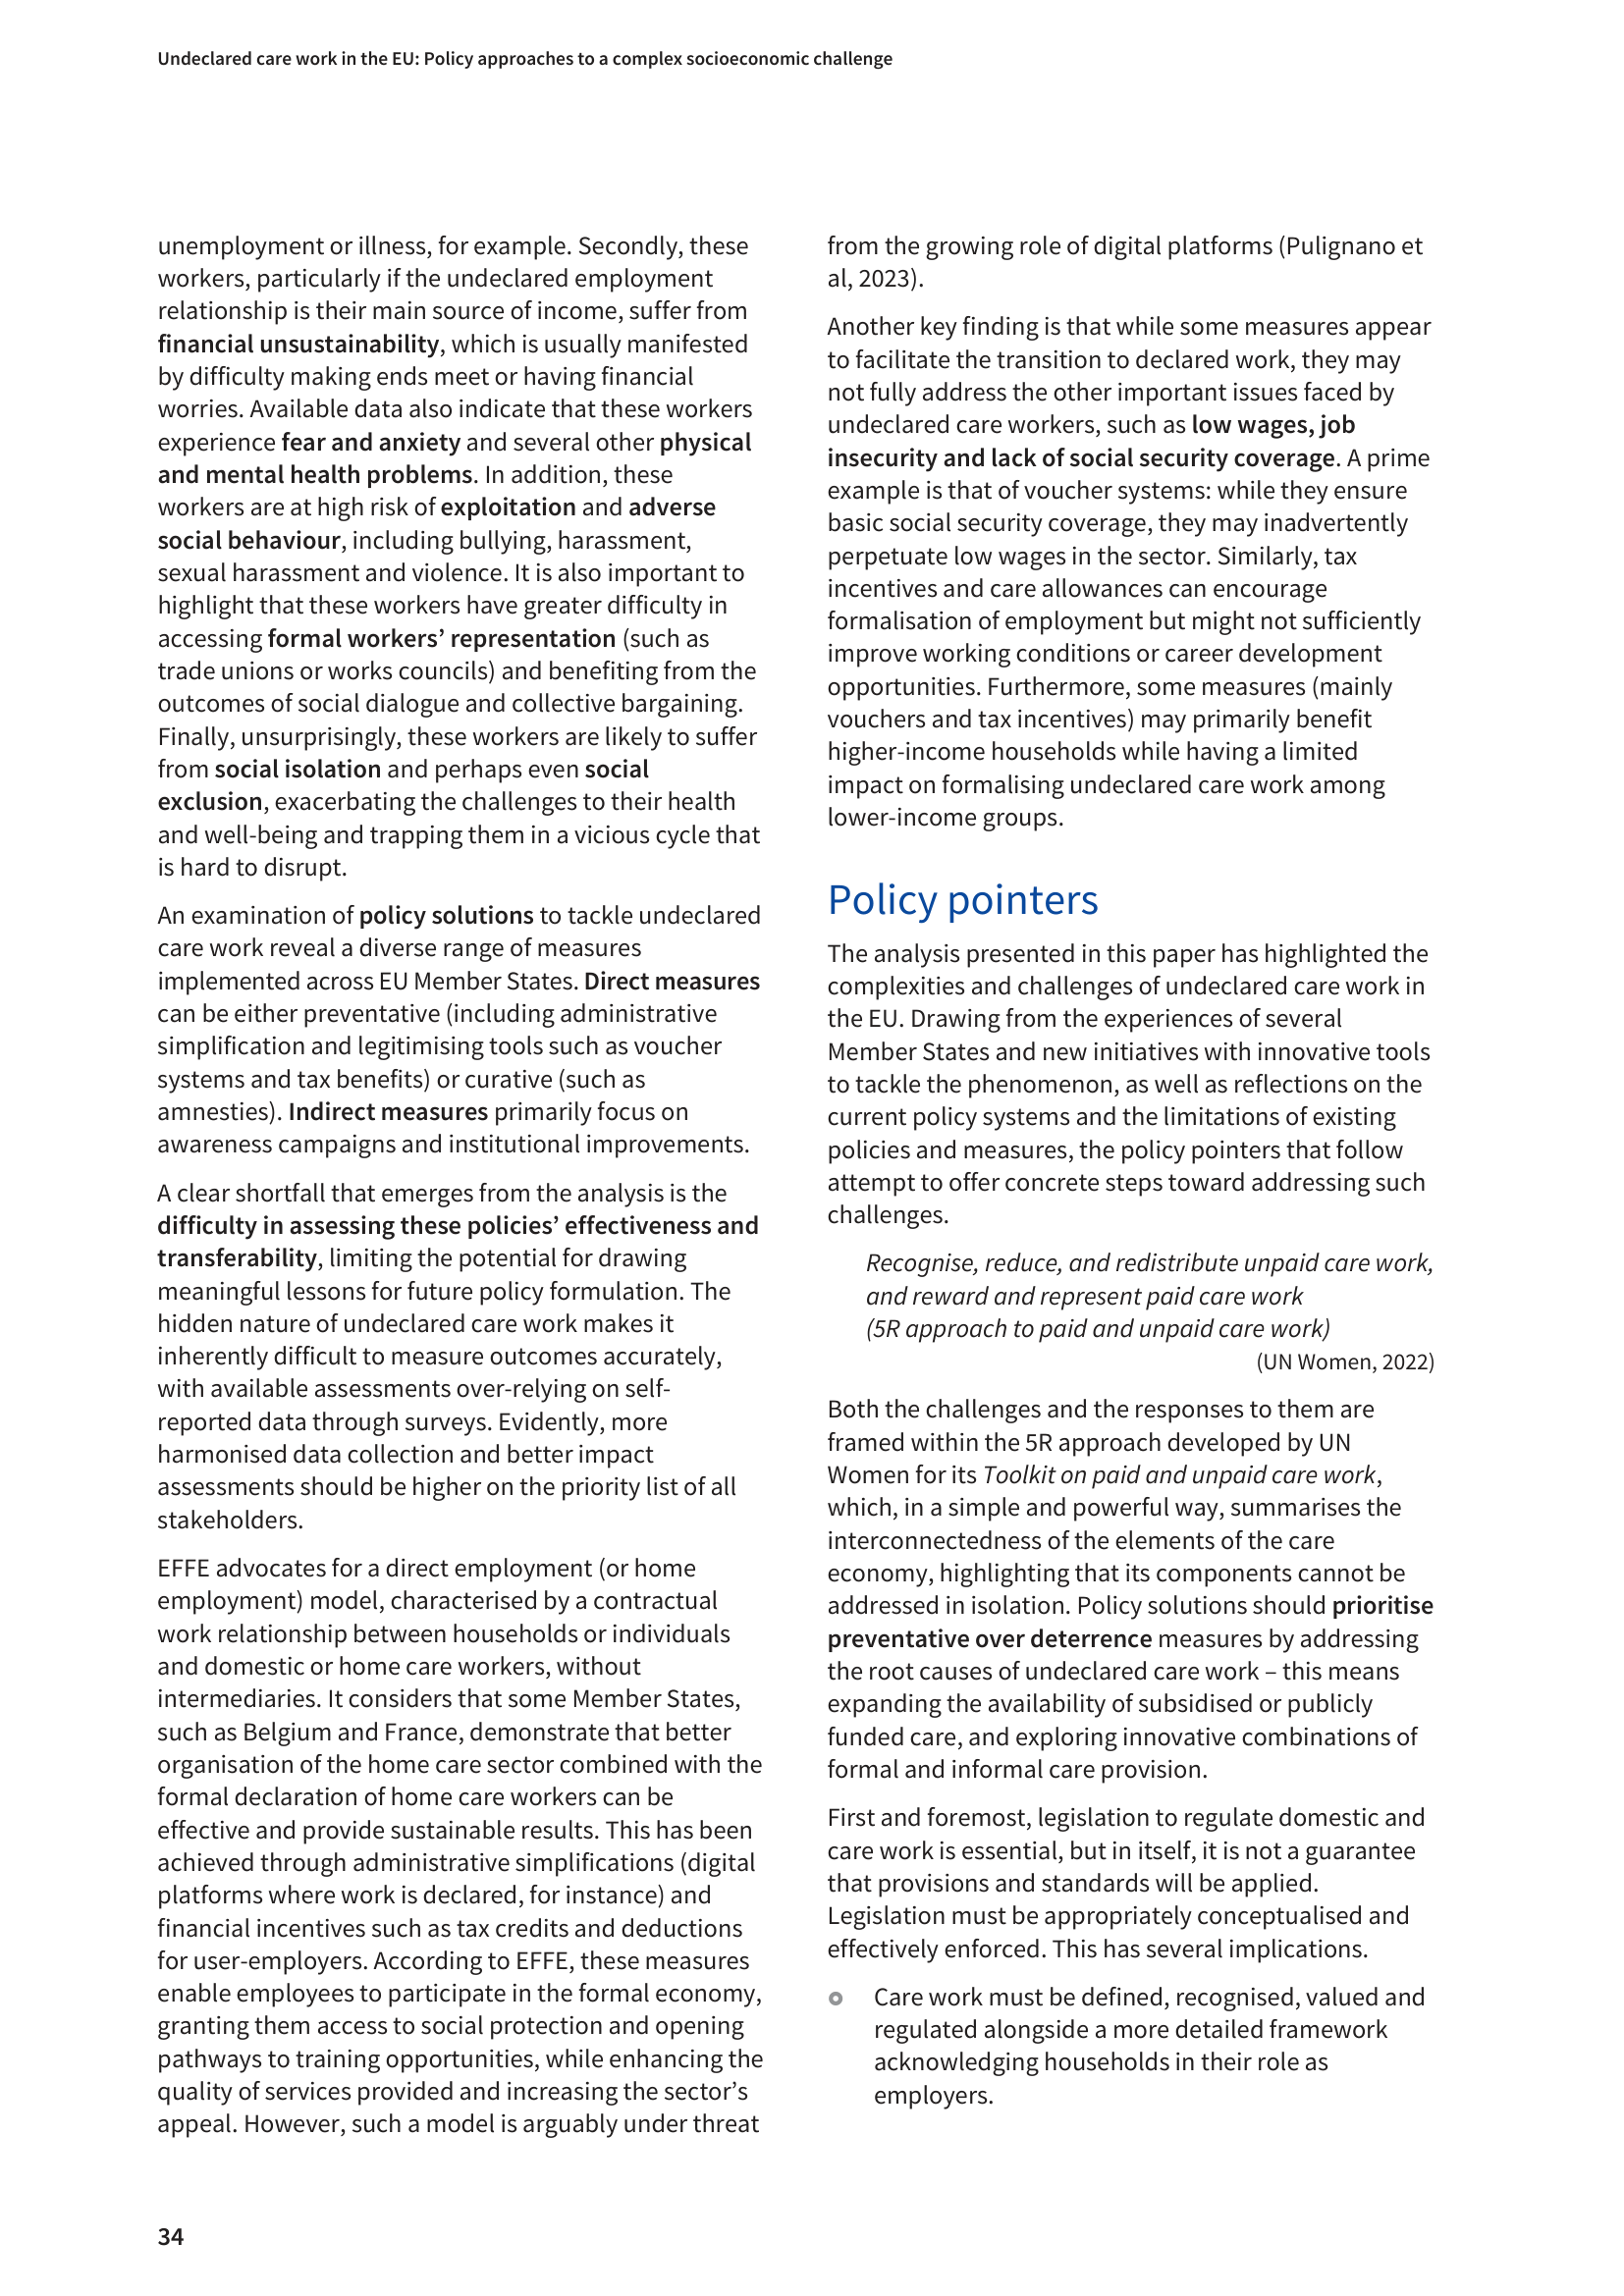 Undeclared care work in the EU: Policy approaches to a complex socioeconomic challenge
unemployment or illness, for example. Secondly, these
workers, particularly if the undeclared employment
relationship is their main source of income, suffer from
financial unsustainability, which is usually manifested
by difficulty making ends meet or having financial
worries. Available data also indicate that these workers
experience fear and anxiety and several other physical
and mental health problems. In addition, these
workers are at high risk of exploitation and adverse
social behaviour, including bullying, harassment,
sexual harassment and violence. It is also important to
highlight that these workers have greater difficulty in
accessing formal workers’ representation (such as
trade unions or works councils) and benefiting from the
outcomes of social dialogue and collective bargaining.
Finally, unsurprisingly, these workers are likely to suffer
from social isolation and perhaps even social
exclusion, exacerbating the challenges to their health
and well-being and trapping them in a vicious cycle that
is hard to disrupt.
An examination of policy solutions to tackle undeclared
care work reveal a diverse range of measures
implemented across EU Member States. Direct measures
can be either preventative (including administrative
simplification and legitimising tools such as voucher
systems and tax benefits) or curative (such as
amnesties). Indirect measures primarily focus on
awareness campaigns and institutional improvements.
A clear shortfall that emerges from the analysis is the
difficulty in assessing these policies’ effectiveness and
transferability, limiting the potential for drawing
meaningful lessons for future policy formulation. The
hidden nature of undeclared care work makes it
inherently difficult to measure outcomes accurately,
with available assessments over-relying on self-
reported data through surveys. Evidently, more
harmonised data collection and better impact
assessments should be higher on the priority list of all
stakeholders.
EFFE advocates for a direct employment (or home
employment) model, characterised by a contractual
work relationship between households or individuals
and domestic or home care workers, without
intermediaries. It considers that some Member States,
such as Belgium and France, demonstrate that better
organisation of the home care sector combined with the
formal declaration of home care workers can be
effective and provide sustainable results. This has been
achieved through administrative simplifications (digital
platforms where work is declared, for instance) and
financial incentives such as tax credits and deductions
for user-employers. According to EFFE, these measures
enable employees to participate in the formal economy,
granting them access to social protection and opening
pathways to training opportunities, while enhancing the
quality of services provided and increasing the sector’s
appeal. However, such a model is arguably under threat
from the growing role of digital platforms (Pulignano et
al, 2023).
Another key finding is that while some measures appear
to facilitate the transition to declared work, they may
not fully address the other important issues faced by
undeclared care workers, such as low wages, job
insecurity and lack of social security coverage. A prime
example is that of voucher systems: while they ensure
basic social security coverage, they may inadvertently
perpetuate low wages in the sector. Similarly, tax
incentives and care allowances can encourage
formalisation of employment but might not sufficiently
improve working conditions or career development
opportunities. Furthermore, some measures (mainly
vouchers and tax incentives) may primarily benefit
higher-income households while having a limited
impact on formalising undeclared care work among
lower-income groups.
Policy pointers
The analysis presented in this paper has highlighted the
complexities and challenges of undeclared care work in
the EU. Drawing from the experiences of several
Member States and new initiatives with innovative tools
to tackle the phenomenon, as well as reflections on the
current policy systems and the limitations of existing
policies and measures, the policy pointers that follow
attempt to offer concrete steps toward addressing such
challenges.
Recognise, reduce, and redistribute unpaid care work,
and reward and represent paid care work
(5R approach to paid and unpaid care work)
(UN Women, 2022)
Both the challenges and the responses to them are
framed within the 5R approach developed by UN
Women for its Toolkit on paid and unpaid care work,
which, in a simple and powerful way, summarises the
interconnectedness of the elements of the care
economy, highlighting that its components cannot be
addressed in isolation. Policy solutions should prioritise
preventative over deterrence measures by addressing
the root causes of undeclared care work – this means
expanding the availability of subsidised or publicly
funded care, and exploring innovative combinations of
formal and informal care provision.
First and foremost, legislation to regulate domestic and
care work is essential, but in itself, it is not a guarantee
that provisions and standards will be applied.
Legislation must be appropriately conceptualised and
effectively enforced. This has several implications.
Care work must be defined, recognised, valued and
regulated alongside a more detailed framework
acknowledging households in their role as
employers.
34